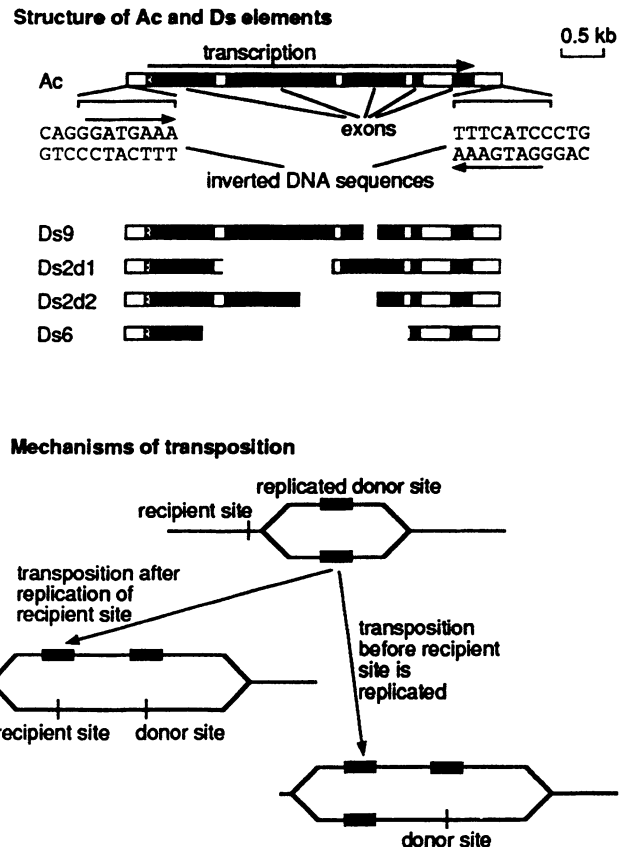 Structure of Ac and Ds elements
0.5 kb
transcription
Ac
exons
CAGGGATGAAA
TTTCATCCCTG
GTCCCTACTTT
AAAGTAGGGAC
inverted DNA sequences
Ds9
Ds2d1
Ds2d2
Ds6
Mechanisms of transposition
replicated donor site
recipient site
transposition after
replication of
recipient site
transposition
before recipient
site is
replicated
recipient site
donor site
donor site